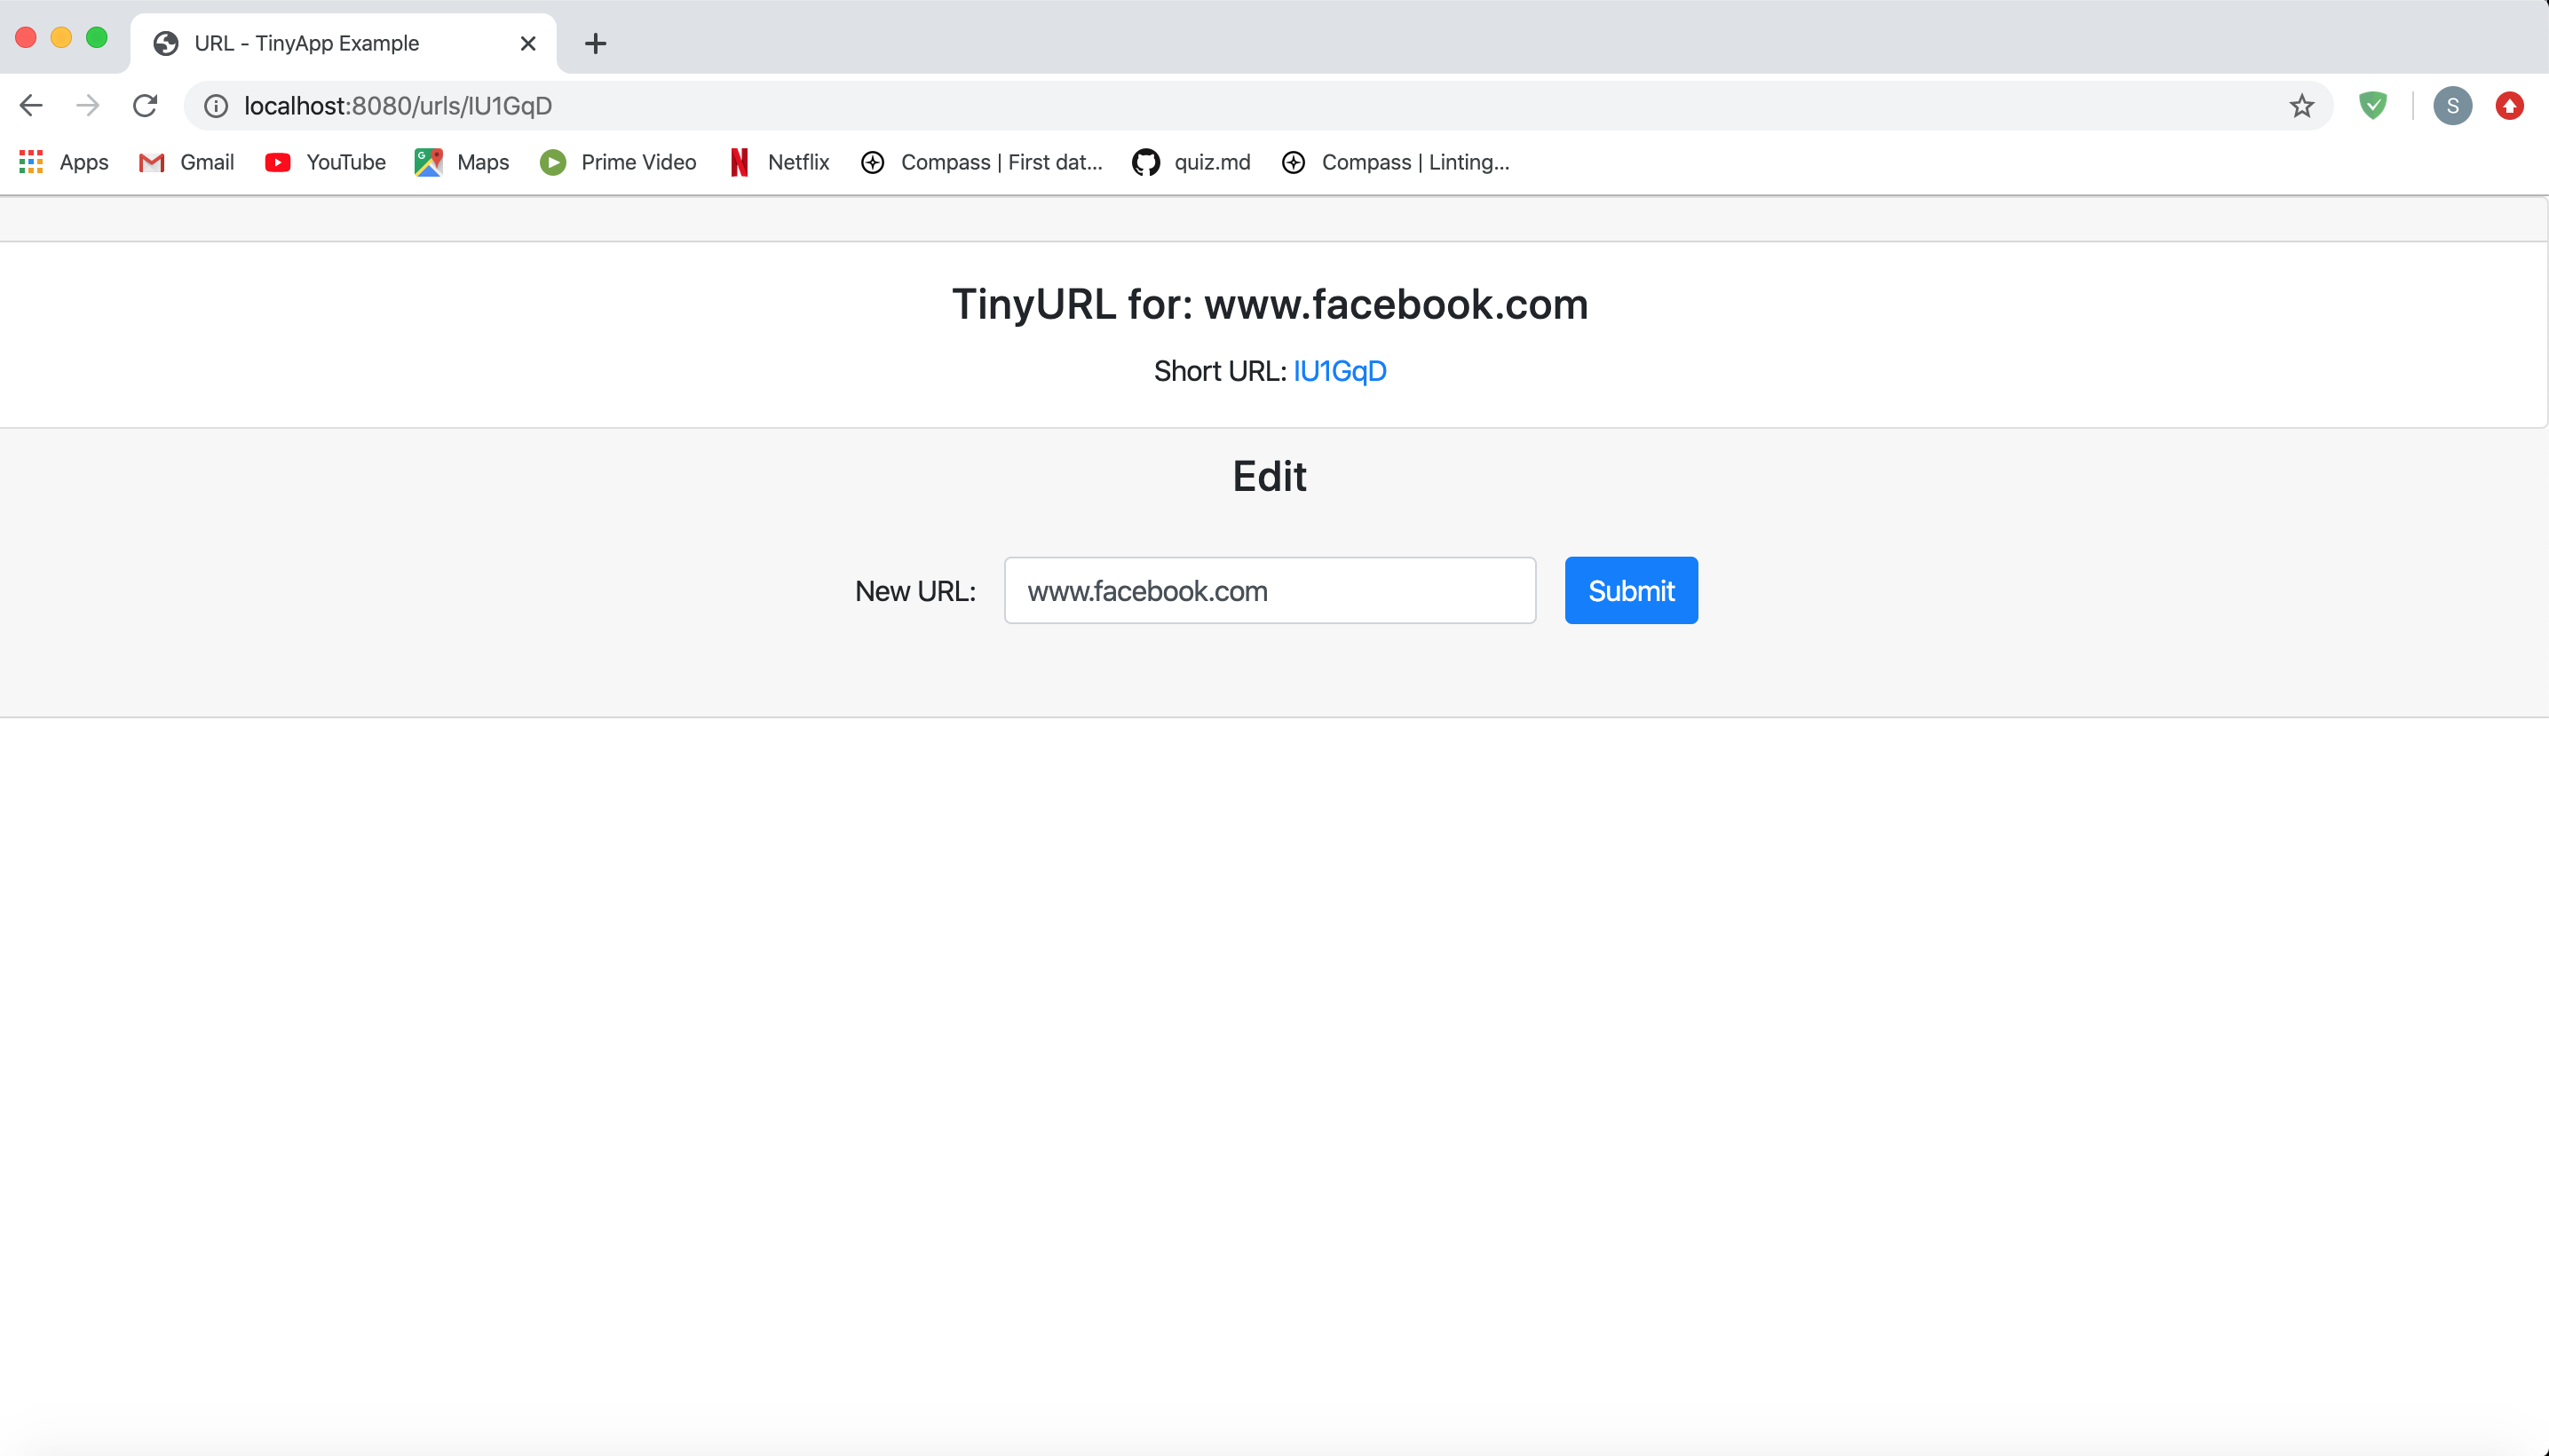 URL - TinyApp Example
localhost:8080/urls/IU1GqD
S
Apps Gmail YouTube Maps Prime Video Netflix Compass | First dat... quiz.md Compass | Linting...
TinyURL for: www.facebook.com
Short URL: IU1GqD
Edit
New URL: www.facebook.com Submit